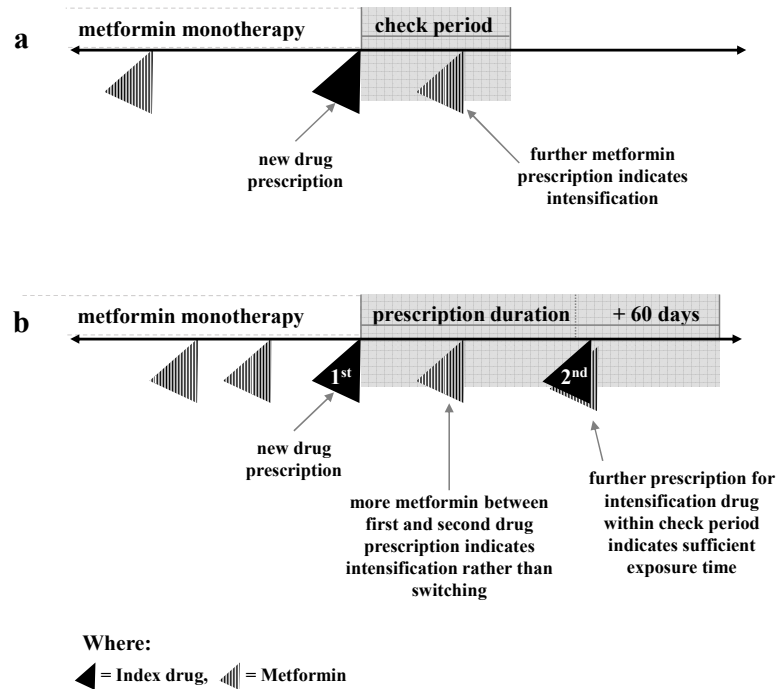 metformin monotherapy
check period
a
new drug
prescription
further metformin
prescription indicates
intensification
metformin monotherapy
prescription duration
+ 60 days
b
1st
2nd
new drug
prescription
more metformin between
first and second drug
prescription indicates
intensification rather than
switching
further prescription for
intensification drug
within check period
indicates sufficient
exposure time
Where:
= Index drug, = Metformin